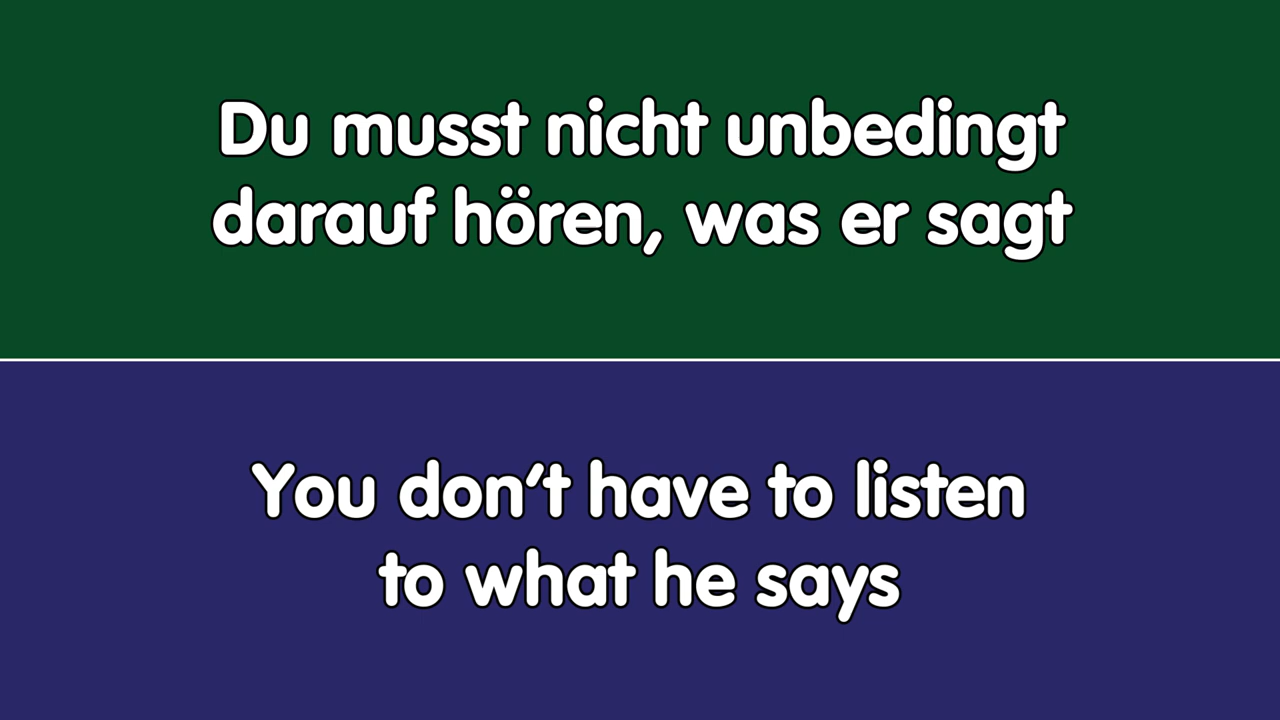 Du musst nicht unbedingt
darauf hören, was er sagt
You don't have to listen
to what he says